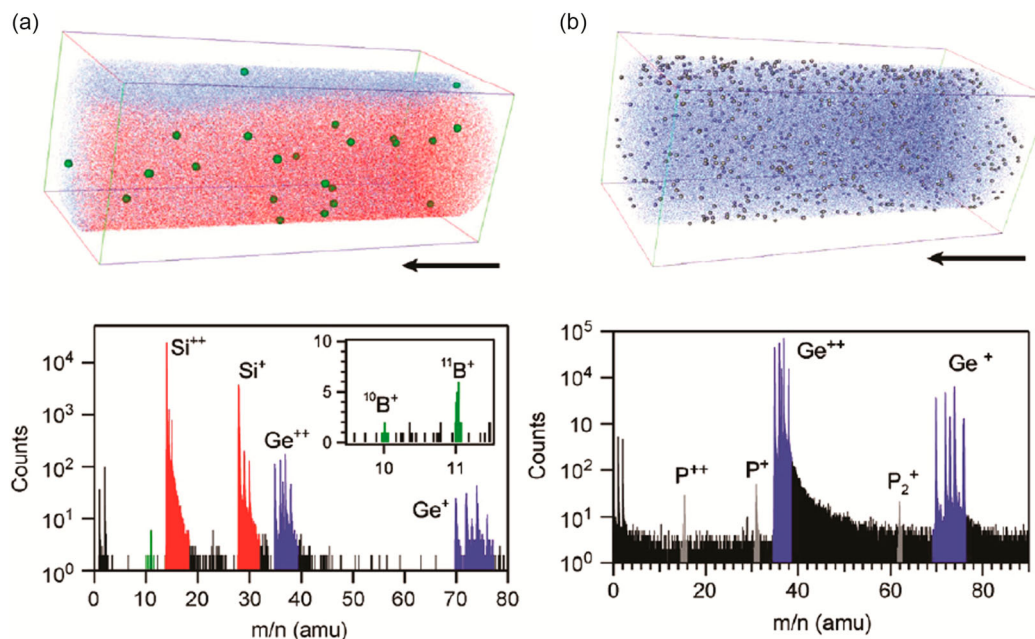 (a)
(b)
10⁴
10³
10²
10¹
10⁰
Counts
Si⁺⁺
Si⁺
Ge⁺⁺
Ge⁺
10
5
0
¹⁰B⁺
¹¹B⁺
10
11
0
10
20
30
40
50
60
70
80
m/n (amu)
10⁵
10⁴
10³
10²
10¹
10⁰
Counts
Ge⁺⁺
Ge⁺
P⁺⁺
P⁺
P₂⁺
0
20
40
60
80
m/n (amu)